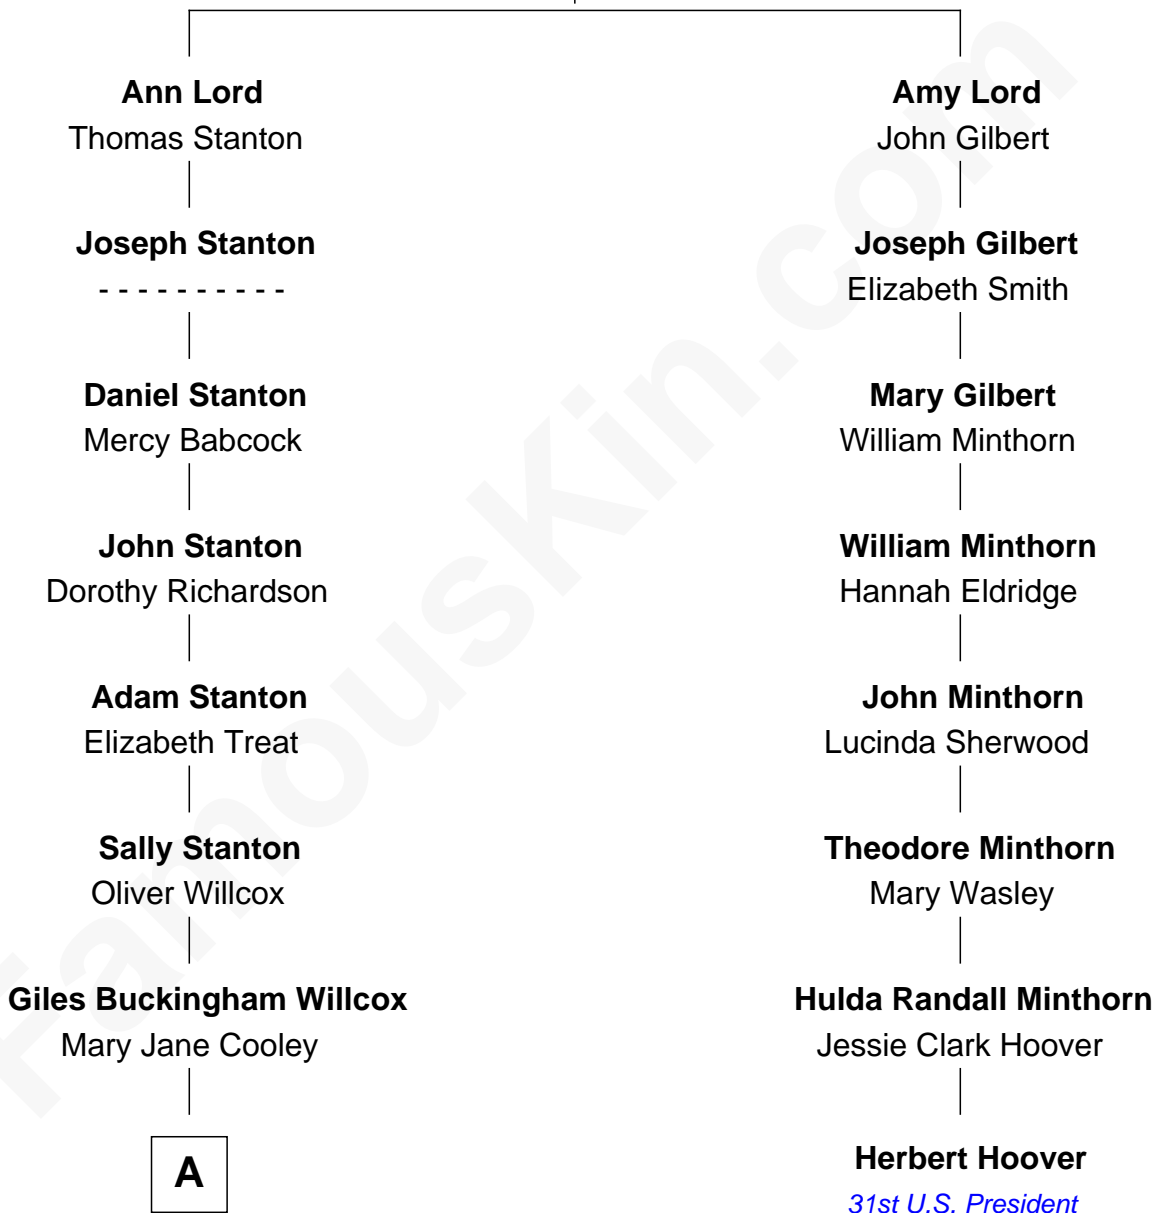 Ann Lord
Thomas Stanton
Joseph Stanton
- - - - - - - - - -
Daniel Stanton
Mercy Babcock
John Stanton
Dorothy Richardson
Adam Stanton
Elizabeth Treat
Sally Stanton
Oliver Willcox
Giles Buckingham Willcox
Mary Jane Cooley
A
Amy Lord
John Gilbert
Joseph Gilbert
Elizabeth Smith
Mary Gilbert
William Minthorn
William Minthorn
Hannah Eldridge
John Minthorn
Lucinda Sherwood
Theodore Minthorn
Mary Wasley
Hulda Randall Minthorn
Jessie Clark Hoover
Herbert Hoover
31st U.S. President
FamousKin.com